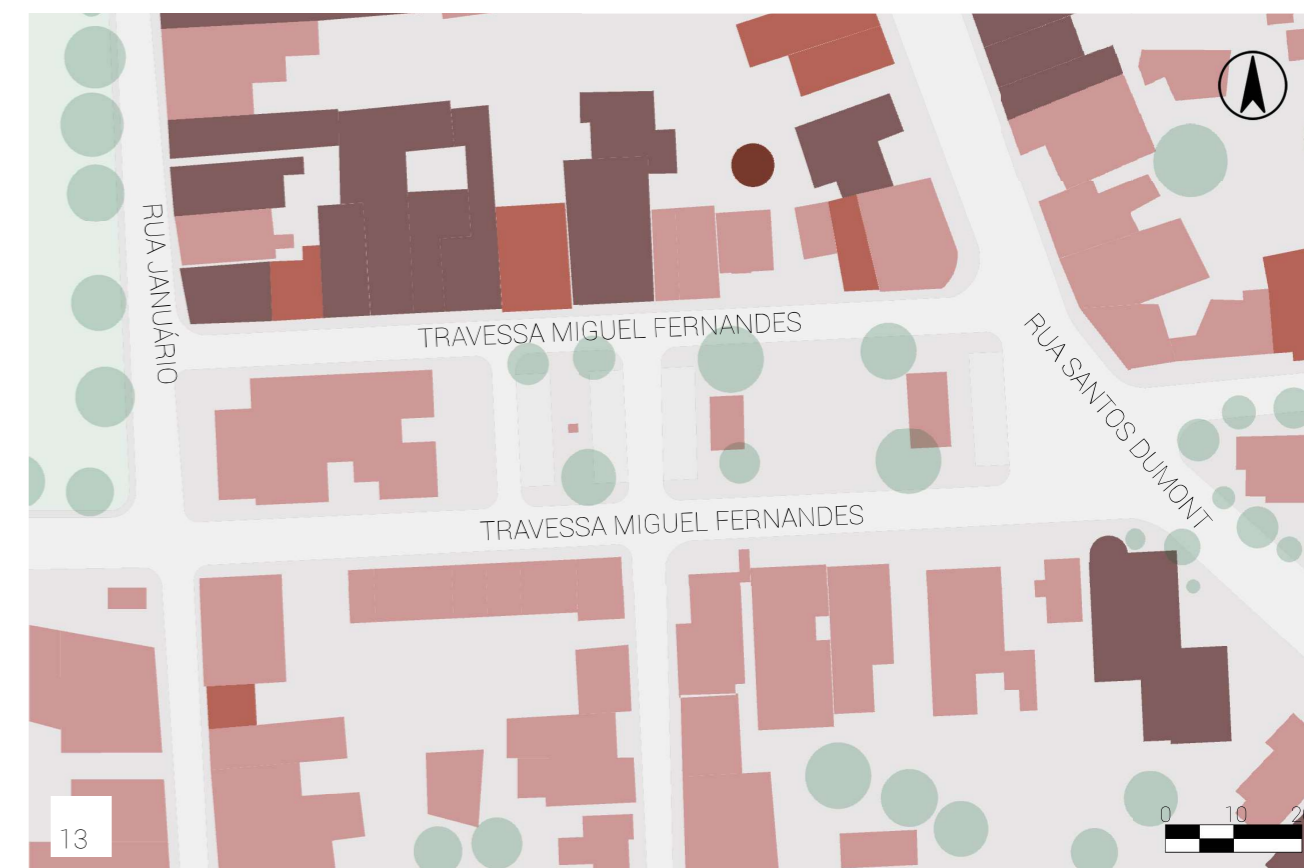 RUA JANUÁRIO
TRAVESSA MIGUEL FERNANDES
RUA SANTOS DUMONT
TRAVESSA MIGUEL FERNANDES
13
0 10